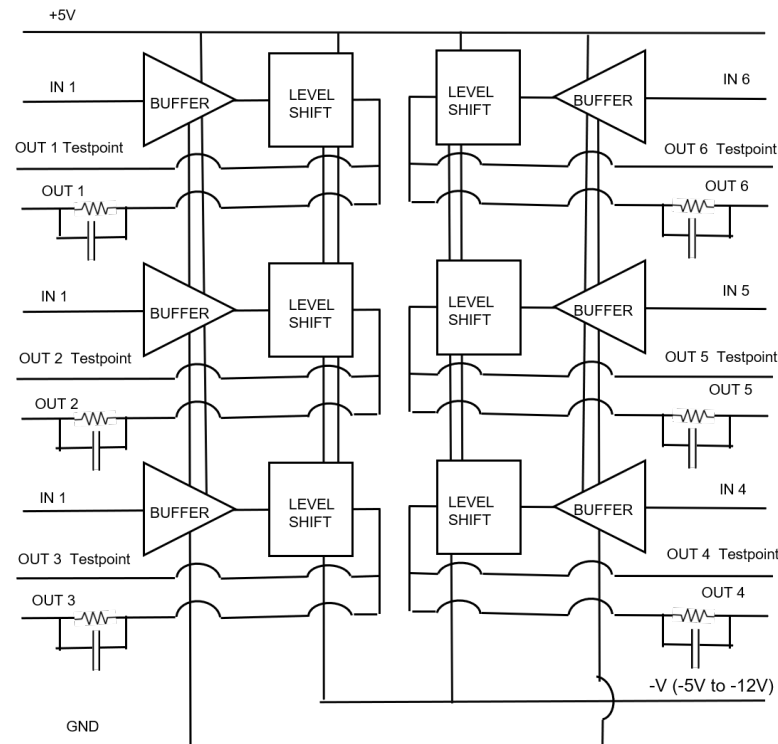 +5V
IN 1
BUFFER
LEVEL
SHIFT
LEVEL
SHIFT
BUFFER
IN 6
OUT 1 Testpoint
OUT 6 Testpoint
OUT 1
OUT 6
IN 1
BUFFER
LEVEL
SHIFT
LEVEL
SHIFT
BUFFER
IN 5
OUT 2 Testpoint
OUT 5 Testpoint
OUT 2
OUT 5
IN 1
BUFFER
LEVEL
SHIFT
LEVEL
SHIFT
BUFFER
IN 4
OUT 3 Testpoint
OUT 4 Testpoint
OUT 3
OUT 4
-V (-5V to -12V)
GND